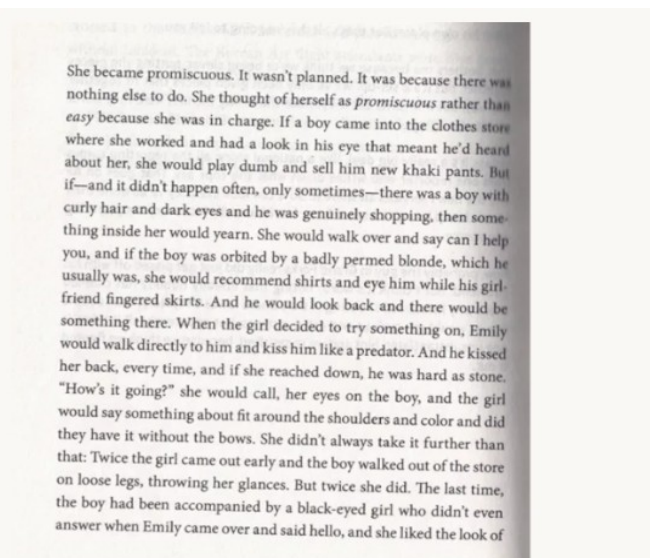 She became promiscuous. It wasn't planned. It was because there was
nothing else to do. She thought of herself as promiscuous rather than
easy because she was in charge. If a boy came into the clothes store
where she worked and had a look in his eye that meant he'd heard
about her, she would play dumb and sell him new khaki pants. But
if—and it didn't happen often, only sometimes—there was a boy with
curly hair and dark eyes and he was genuinely shopping, then some-
thing inside her would yearn. She would walk over and say can I help
you, and if the boy was orbited by a badly permed blonde, which he
usually was, she would recommend shirts and eye him while his girl-
friend fingered skirts. And he would look back and there would be
something there. When the girl decided to try something on, Emily
would walk directly to him and kiss him like a predator. And he kissed
her back, every time, and if she reached down, he was hard as stone.
"How's it going?" she would call, her eyes on the boy, and the girl
would say something about fit around the shoulders and color and did
they have it without the bows. She didn't always take it further than
that: Twice the girl came out early and the boy walked out of the store
on loose legs, throwing her glances. But twice she did. The last time,
the boy had been accompanied by a black-eyed girl who didn't even
answer when Emily came over and said hello, and she liked the look of